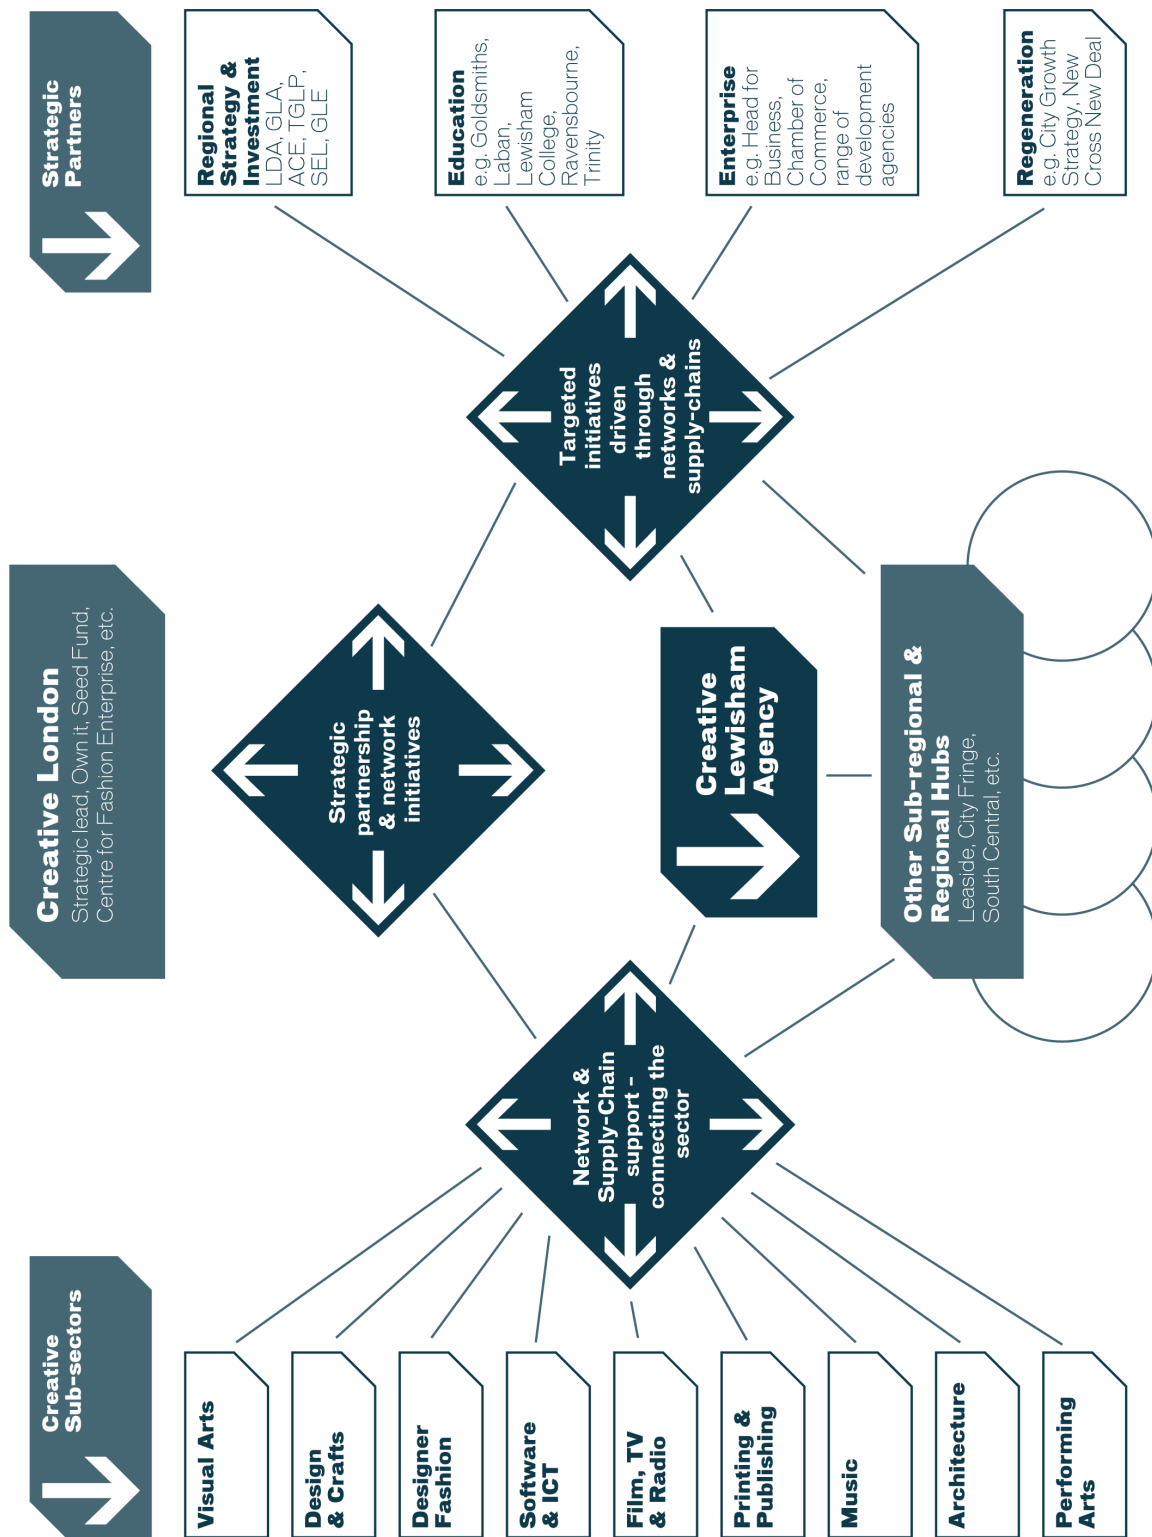 Creative
Sub-sectors
Visual Arts
Design
& Crafts
Designer
Fashion
Software
& ICT
Film, TV
& Radio
Printing &
Publishing
Music
Architecture
Performing
Arts
Network &
Supply-Chain
support -
connecting the
sector
Creative London
Strategic lead, Own it, Seed Fund,
Centre for Fashion Enterprise, etc.
Strategic
partnership
& network
initiatives
Creative
Lewisham
Agency
Other Sub-regional &
Regional Hubs
Leaside, City Fringe,
South Central, etc.
Targeted
initiatives
driven
through
networks &
supply-chains
Strategic
Partners
Regional
Strategy &
Investment
LDA, GLA,
ACE, TGLP,
SEL, GLE
Education
e.g. Goldsmiths,
Laban,
Lewisham
College,
Ravensbourne,
Trinity
Enterprise
e.g. Head for
Business,
Chamber of
Commerce,
range of
development
agencies
Regeneration
e.g. City Growth
Strategy, New
Cross New Deal